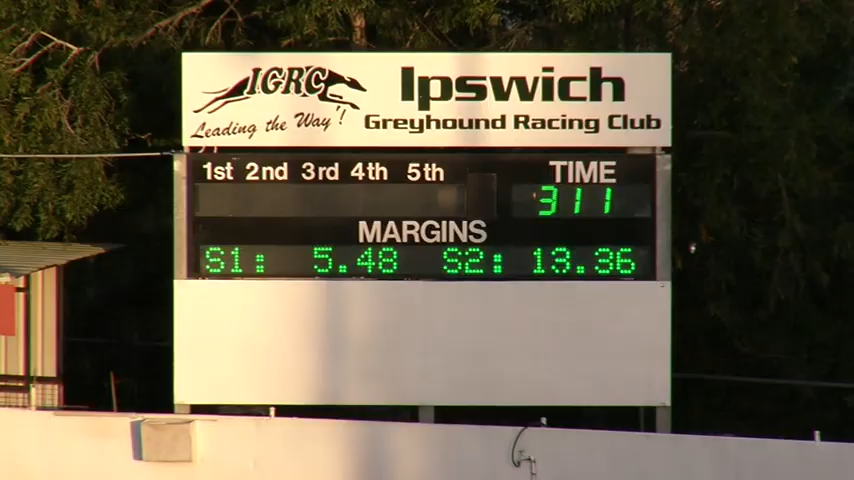 IGRC
Leading the Way!
Ipswich
Greyhound Racing Club
1st 2nd 3rd 4th 5th
TIME
311
MARGINS
S1: 5.48 S2: 13.36